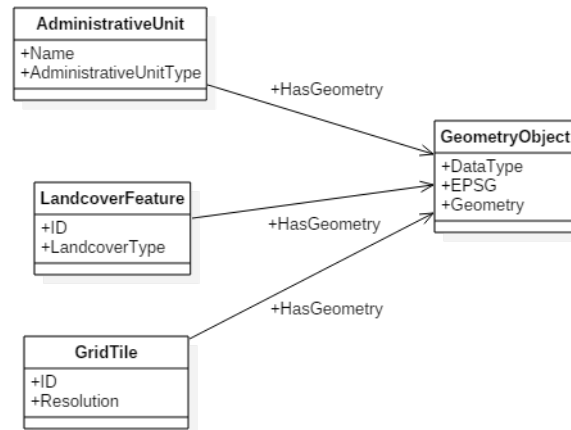 AdministrativeUnit
+Name
+AdministrativeUnitType
+HasGeometry
GeometryObject
+DataType
+EPSG
+Geometry
LandcoverFeature
+ID
+LandcoverType
+HasGeometry
+HasGeometry
GridTile
+ID
+Resolution